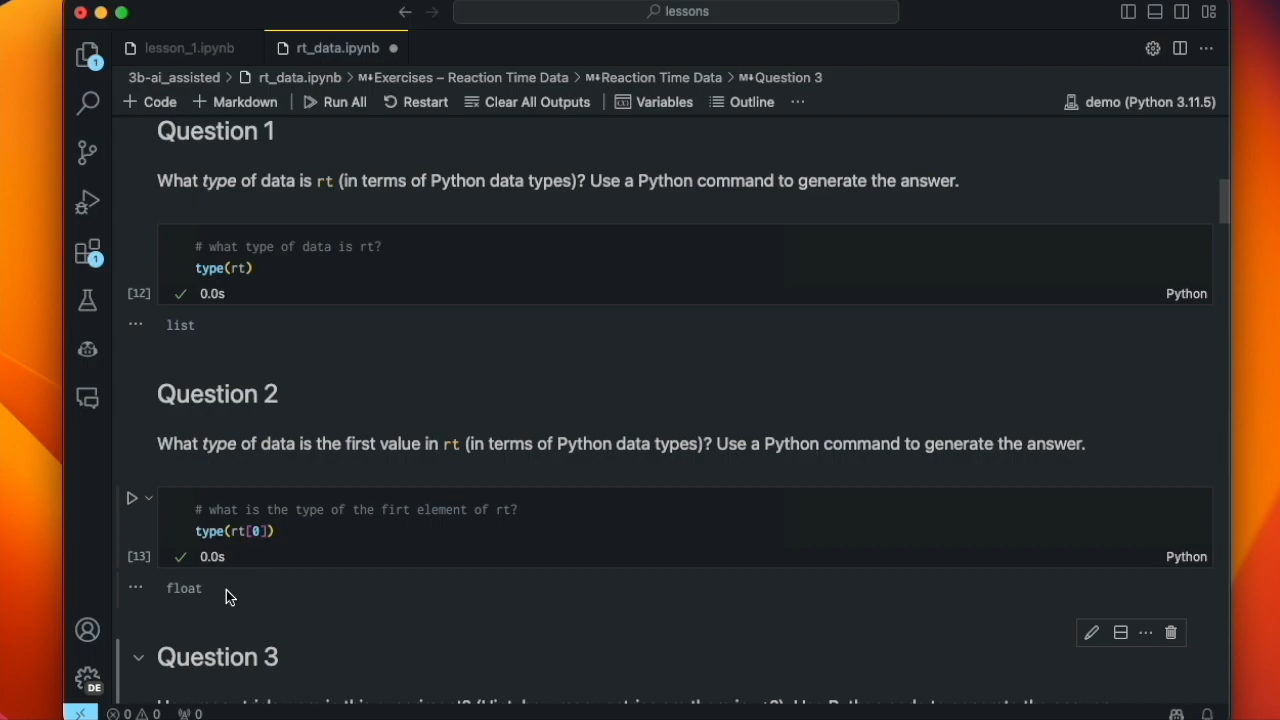 lessons
lesson_1.ipynb
rt_data.ipynb
3b-ai_assisted > rt_data.ipynb > M↓Exercises – Reaction Time Data > M↓Reaction Time Data > M↓Question 3
+ Code + Markdown Run All Restart Clear All Outputs Variables Outline ··· demo (Python 3.11.5)
Question 1
What type of data is rt (in terms of Python data types)? Use a Python command to generate the answer.
# what type of data is rt?
type(rt)
[12] ✓ 0.0s Python
··· list
Question 2
What type of data is the first value in rt (in terms of Python data types)? Use a Python command to generate the answer.
# what is the type of the firt element of rt?
type(rt[0])
[13] ✓ 0.0s Python
··· float
Question 3
1
1
DE
0 0 0